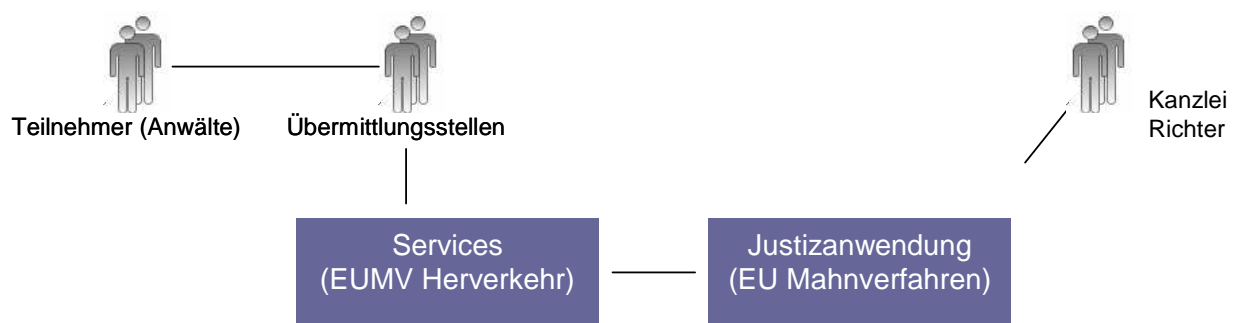 Teilnehmer (Anwälte)
Übermittlungsstellen
Kanzlei
Richter
Services
(EUMV Herverkehr)
Justizanwendung
(EU Mahnverfahren)